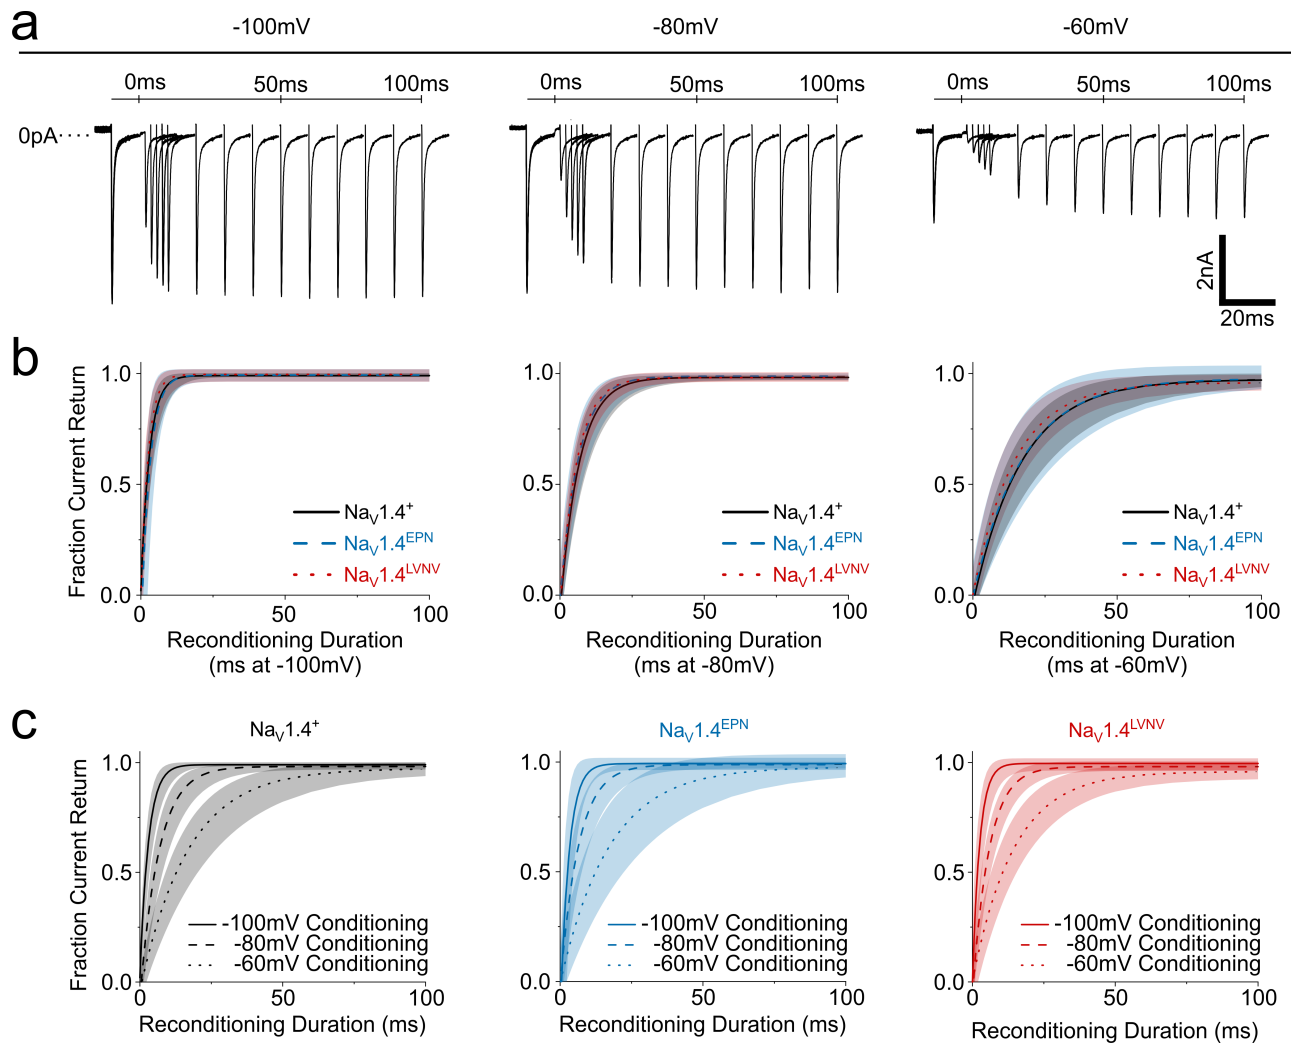 a
-100mV -80mV -60mV
0ms 50ms 100ms 0ms 50ms 100ms 0ms 50ms 100ms
0pA
2nA
20ms
b
Fraction Current Return
1.0 1.0 1.0
0.5 0.5 0.5
0.0 0.0 0.0
NaV1.4+ NaV1.4+ NaV1.4+
NaV1.4EPN NaV1.4EPN NaV1.4EPN
NaV1.4LVNV NaV1.4LVNV NaV1.4LVNV
0 50 100 0 50 100 0 50 100
Reconditioning Duration Reconditioning Duration Reconditioning Duration
(ms at -100mV) (ms at -80mV) (ms at -60mV)
c
NaV1.4+ NaV1.4EPN NaV1.4LVNV
Fraction Current Return
1.0 1.0 1.0
0.5 0.5 0.5
0.0 0.0 0.0
-100mV Conditioning -100mV Conditioning -100mV Conditioning
-80mV Conditioning -80mV Conditioning -80mV Conditioning
-60mV Conditioning -60mV Conditioning -60mV Conditioning
0 50 100 0 50 100 0 50 100
Reconditioning Duration (ms) Reconditioning Duration (ms) Reconditioning Duration (ms)